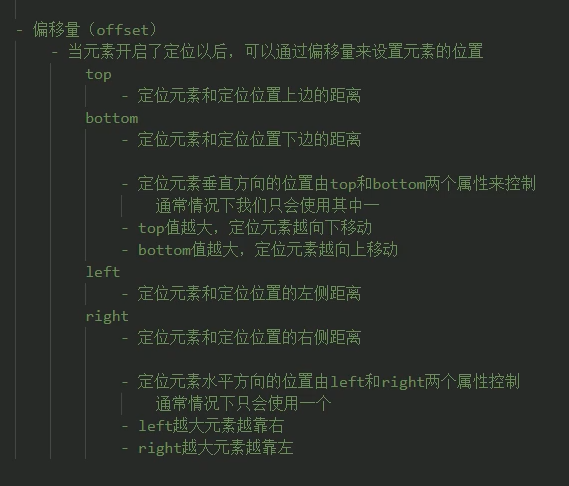 - 偏移量（offset）
- 当元素开启了定位以后，可以通过偏移量来设置元素的位置
top
- 定位元素和定位位置上边的距离
bottom
- 定位元素和定位位置下边的距离
- 定位元素垂直方向的位置由top和bottom两个属性来控制
通常情况下我们只会使用其中一
- top值越大，定位元素越向下移动
- bottom值越大，定位元素越向上移动
left
- 定位元素和定位位置的左侧距离
right
- 定位元素和定位位置的右侧距离
- 定位元素水平方向的位置由left和right两个属性控制
通常情况下只会使用一个
- left越大元素越靠右
- right越大元素越靠左